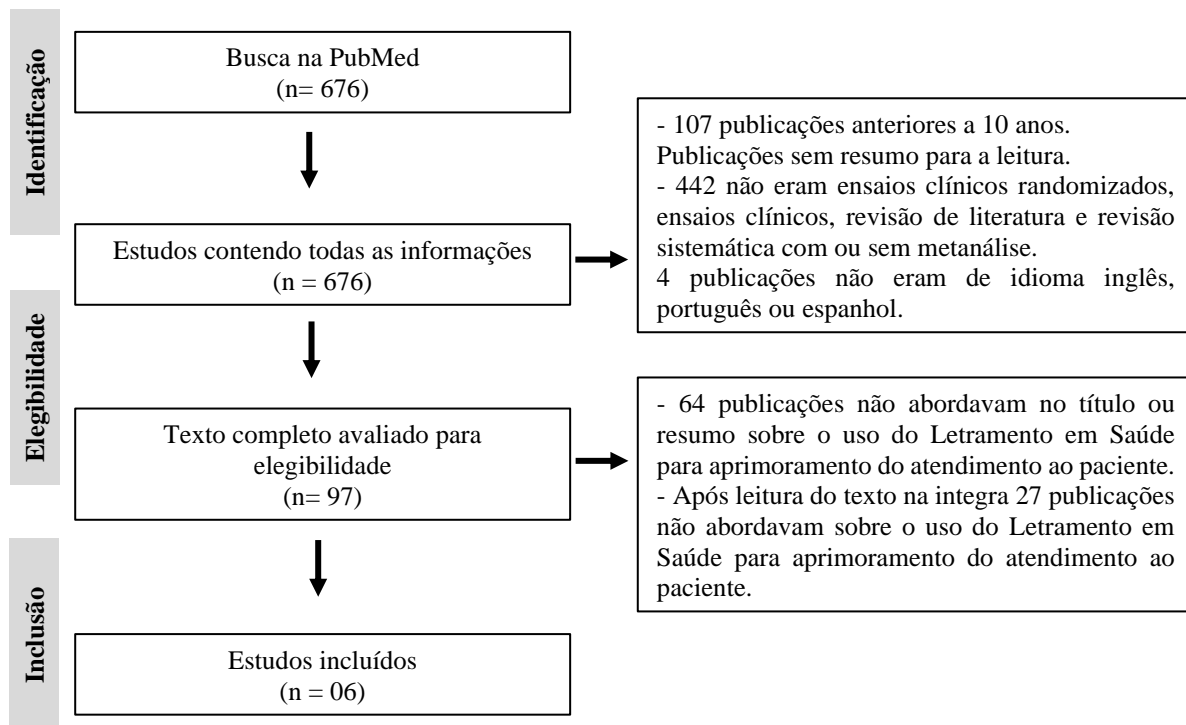 Identificação
Busca na PubMed
(n= 676)
Estudos contendo todas as informações
(n = 676)
- 107 publicações anteriores a 10 anos.
Publicações sem resumo para a leitura.
- 442 não eram ensaios clínicos randomizados,
ensaios clínicos, revisão de literatura e revisão
sistemática com ou sem metanálise.
4 publicações não eram de idioma inglês,
português ou espanhol.
Elegibilidade
Texto completo avaliado para
elegibilidade
(n= 97)
- 64 publicações não abordavam no título ou
resumo sobre o uso do Letramento em Saúde
para aprimoramento do atendimento ao paciente.
- Após leitura do texto na integra 27 publicações
não abordavam sobre o uso do Letramento em
Saúde para aprimoramento do atendimento ao
paciente.
Inclusão
Estudos incluídos
(n = 06)